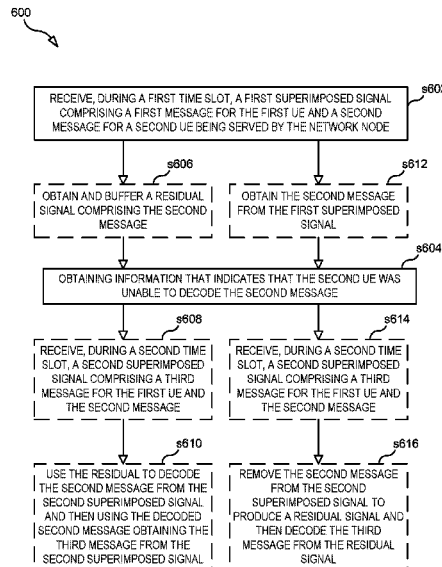 600
s602
RECEIVE, DURING A FIRST TIME SLOT, A FIRST SUPERIMPOSED SIGNAL
COMPRISING A FIRST MESSAGE FOR THE FIRST UE AND A SECOND
MESSAGE FOR A SECOND UE BEING SERVED BY THE NETWORK NODE
s606
OBTAIN AND BUFFER A RESIDUAL
SIGNAL COMPRISING THE SECOND
MESSAGE
s612
OBTAIN THE SECOND MESSAGE
FROM THE FIRST SUPERIMPOSED
SIGNAL
s604
OBTAINING INFORMATION THAT INDICATES THAT THE SECOND UE WAS
UNABLE TO DECODE THE SECOND MESSAGE
s608
RECEIVE, DURING A SECOND TIME
SLOT, A SECOND SUPERIMPOSED
SIGNAL COMPRISING A THIRD
MESSAGE FOR THE FIRST UE AND
THE SECOND MESSAGE
s614
RECEIVE, DURING A SECOND TIME
SLOT, A SECOND SUPERIMPOSED
SIGNAL COMPRISING A THIRD
MESSAGE FOR THE FIRST UE AND
THE SECOND MESSAGE
s610
USE THE RESIDUAL TO DECODE
THE SECOND MESSAGE FROM THE
SECOND SUPERIMPOSED SIGNAL
AND THEN USING THE DECODED
SECOND MESSAGE OBTAINING THE
THIRD MESSAGE FROM THE
SECOND SUPERIMPOSED SIGNAL
s616
REMOVE THE SECOND MESSAGE
FROM THE SECOND
SUPERIMPOSED SIGNAL TO
PRODUCE A RESIDUAL SIGNAL AND
THEN DECODE THE THIRD
MESSAGE FROM THE RESIDUAL
SIGNAL